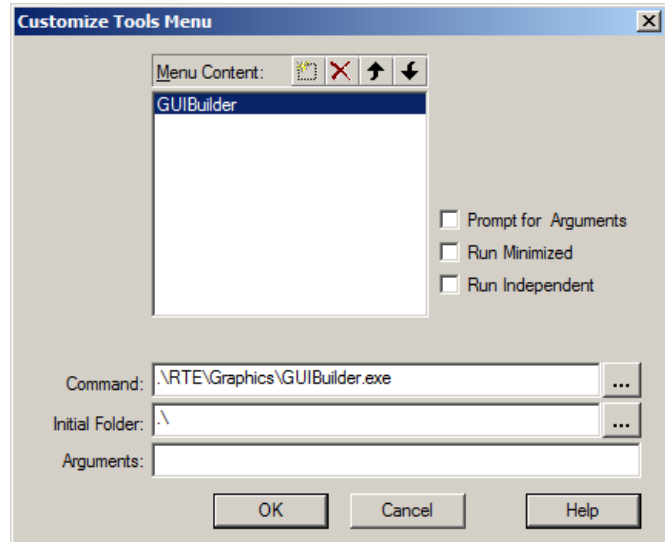 Customize Tools Menu
Menu Content:
GUIBuilder
Prompt for Arguments
Run Minimized
Run Independent
Command: .\RTE\Graphics\GUIBuilder.exe ...
Initial Folder: .\ ...
Arguments:
OK Cancel Help